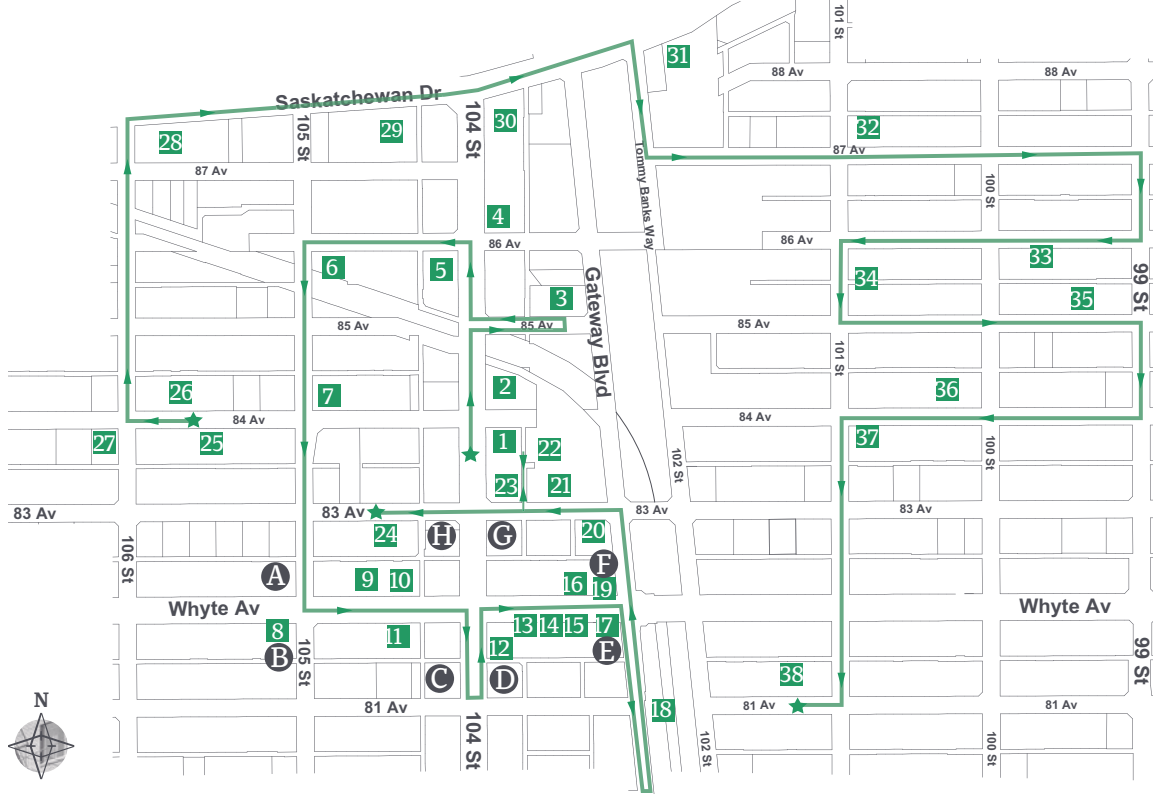 101 St
31
88 Av
88 Av
Saskatchewan Dr
28
105 St
29
104 St
30
32
87 Av
Tommy Banks Way
87 Av
100 St
4
86 Av
86 Av
6
5
33
34
Gateway Blvd
3
35
99 St
85 Av
85 Av
85 Av
101 St
26
7
2
36
84 Av
84 Av
27
25
1
22
37
102 St
100 St
23
21
83 Av
83 Av
83 Av
83 Av
24
H
G
20
106 St
A
9
10
16
F
19
Whyte Av
Whyte Av
8
11
13
14
15
17
12
B
105 St
E
99 St
C
D
38
N
81 Av
18
81 Av
81 Av
104 St
102 St
100 St